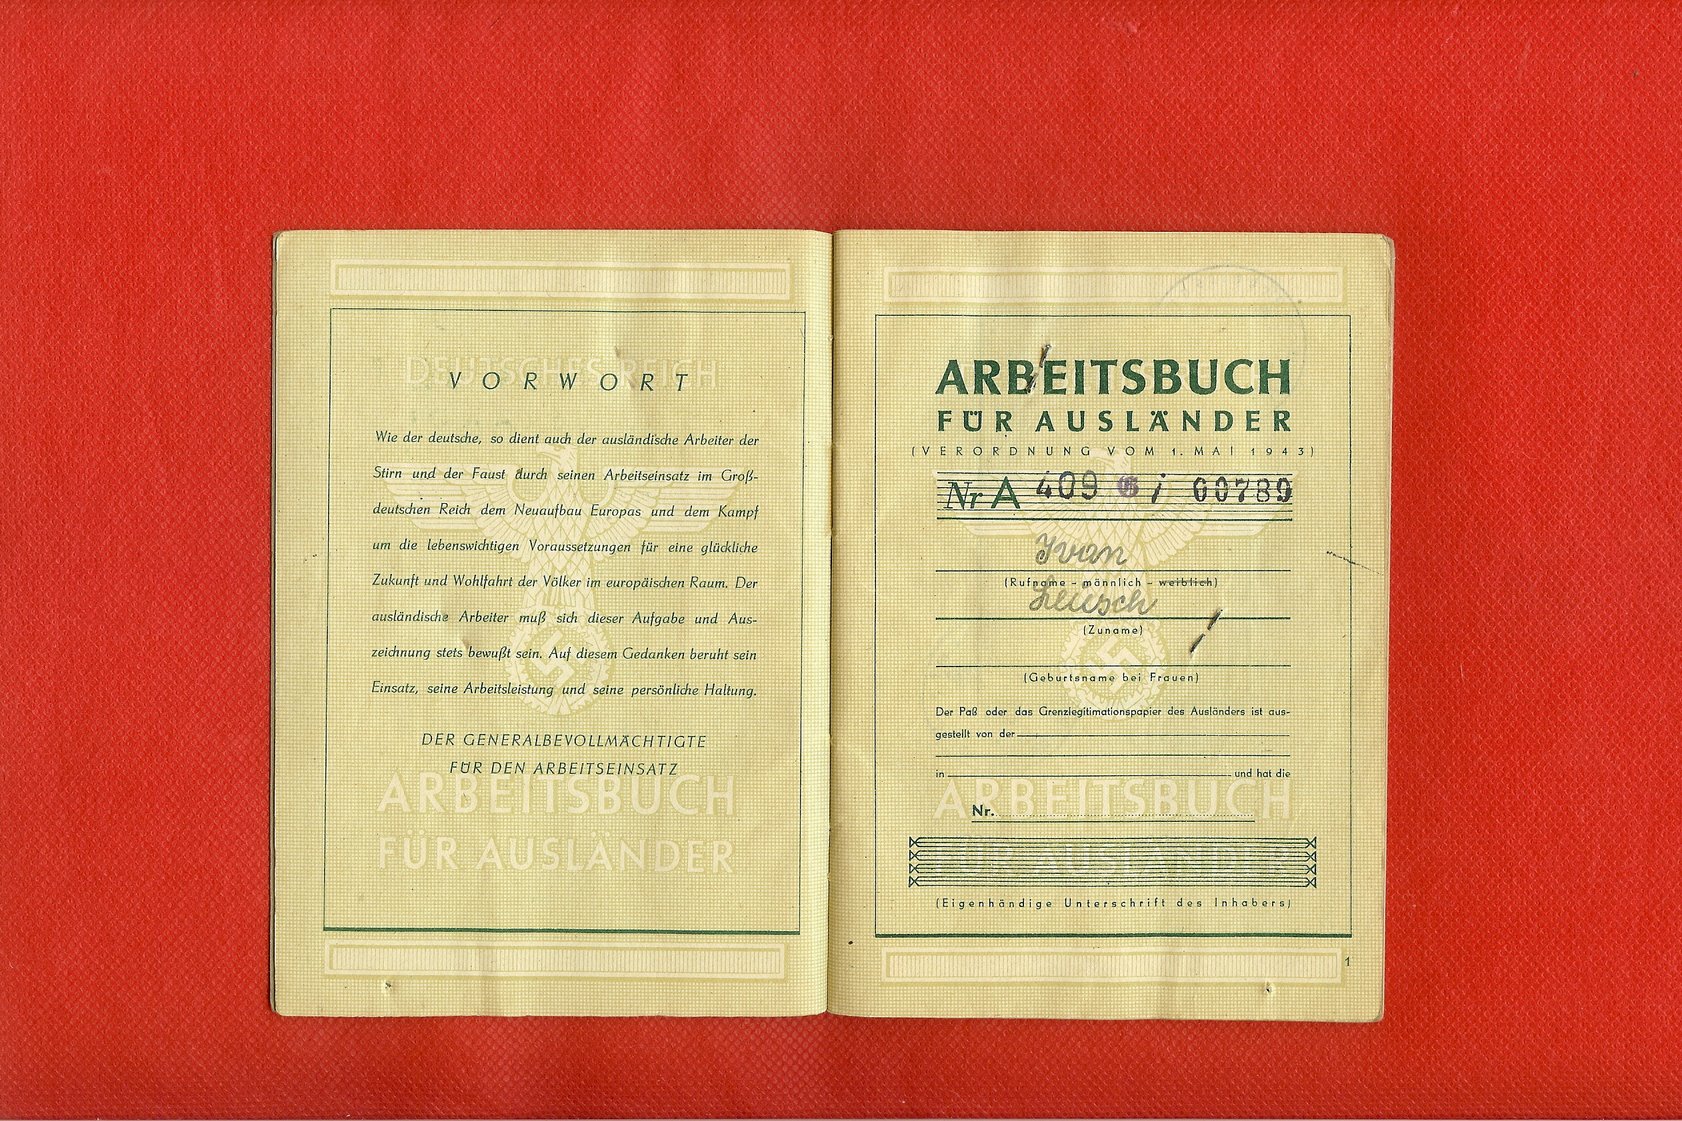 DEUTSCHES REICH
VORWORT
Wie der deutsche, so dient auch der ausländische Arbeiter der
Stirn und der Faust durch seinen Arbeitseinsatz im Groß-
deutschen Reich dem Neuaufbau Europas und dem Kampf
um die lebenswichtigen Voraussetzungen für eine glückliche
Zukunft und Wohlfahrt der Völker im europäischen Raum. Der
ausländische Arbeiter muß sich dieser Aufgabe und Aus-
zeichnung stets bewußt sein. Auf diesem Gedanken beruht sein
Einsatz, seine Arbeitsleistung und seine persönliche Haltung.
DER GENERALBEVOLLMÄCHTIGTE
FÜR DEN ARBEITSEINSATZ
ARBEITSBUCH
FÜR AUSLÄNDER
ARBEITSBUCH
FÜR AUSLÄNDER
(VERORDNUNG VOM 1. MAI 1943)
Nr A 409 i 00789
Ivan
(Rufname - männlich - weiblich)
(Zuname)
(Geburtsname bei Frauen)
Der Paß oder das Grenzlegitimationspapier des Ausländers ist aus-
gestellt von der
in und hat die
ARBEITSBUCH
Nr.
FÜR AUSLÄNDER
(Eigenhändige Unterschrift des Inhabers)
1